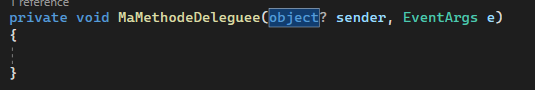 1 reference
private void MaMethodeDeleguee(object? sender, EventArgs e)
{
}